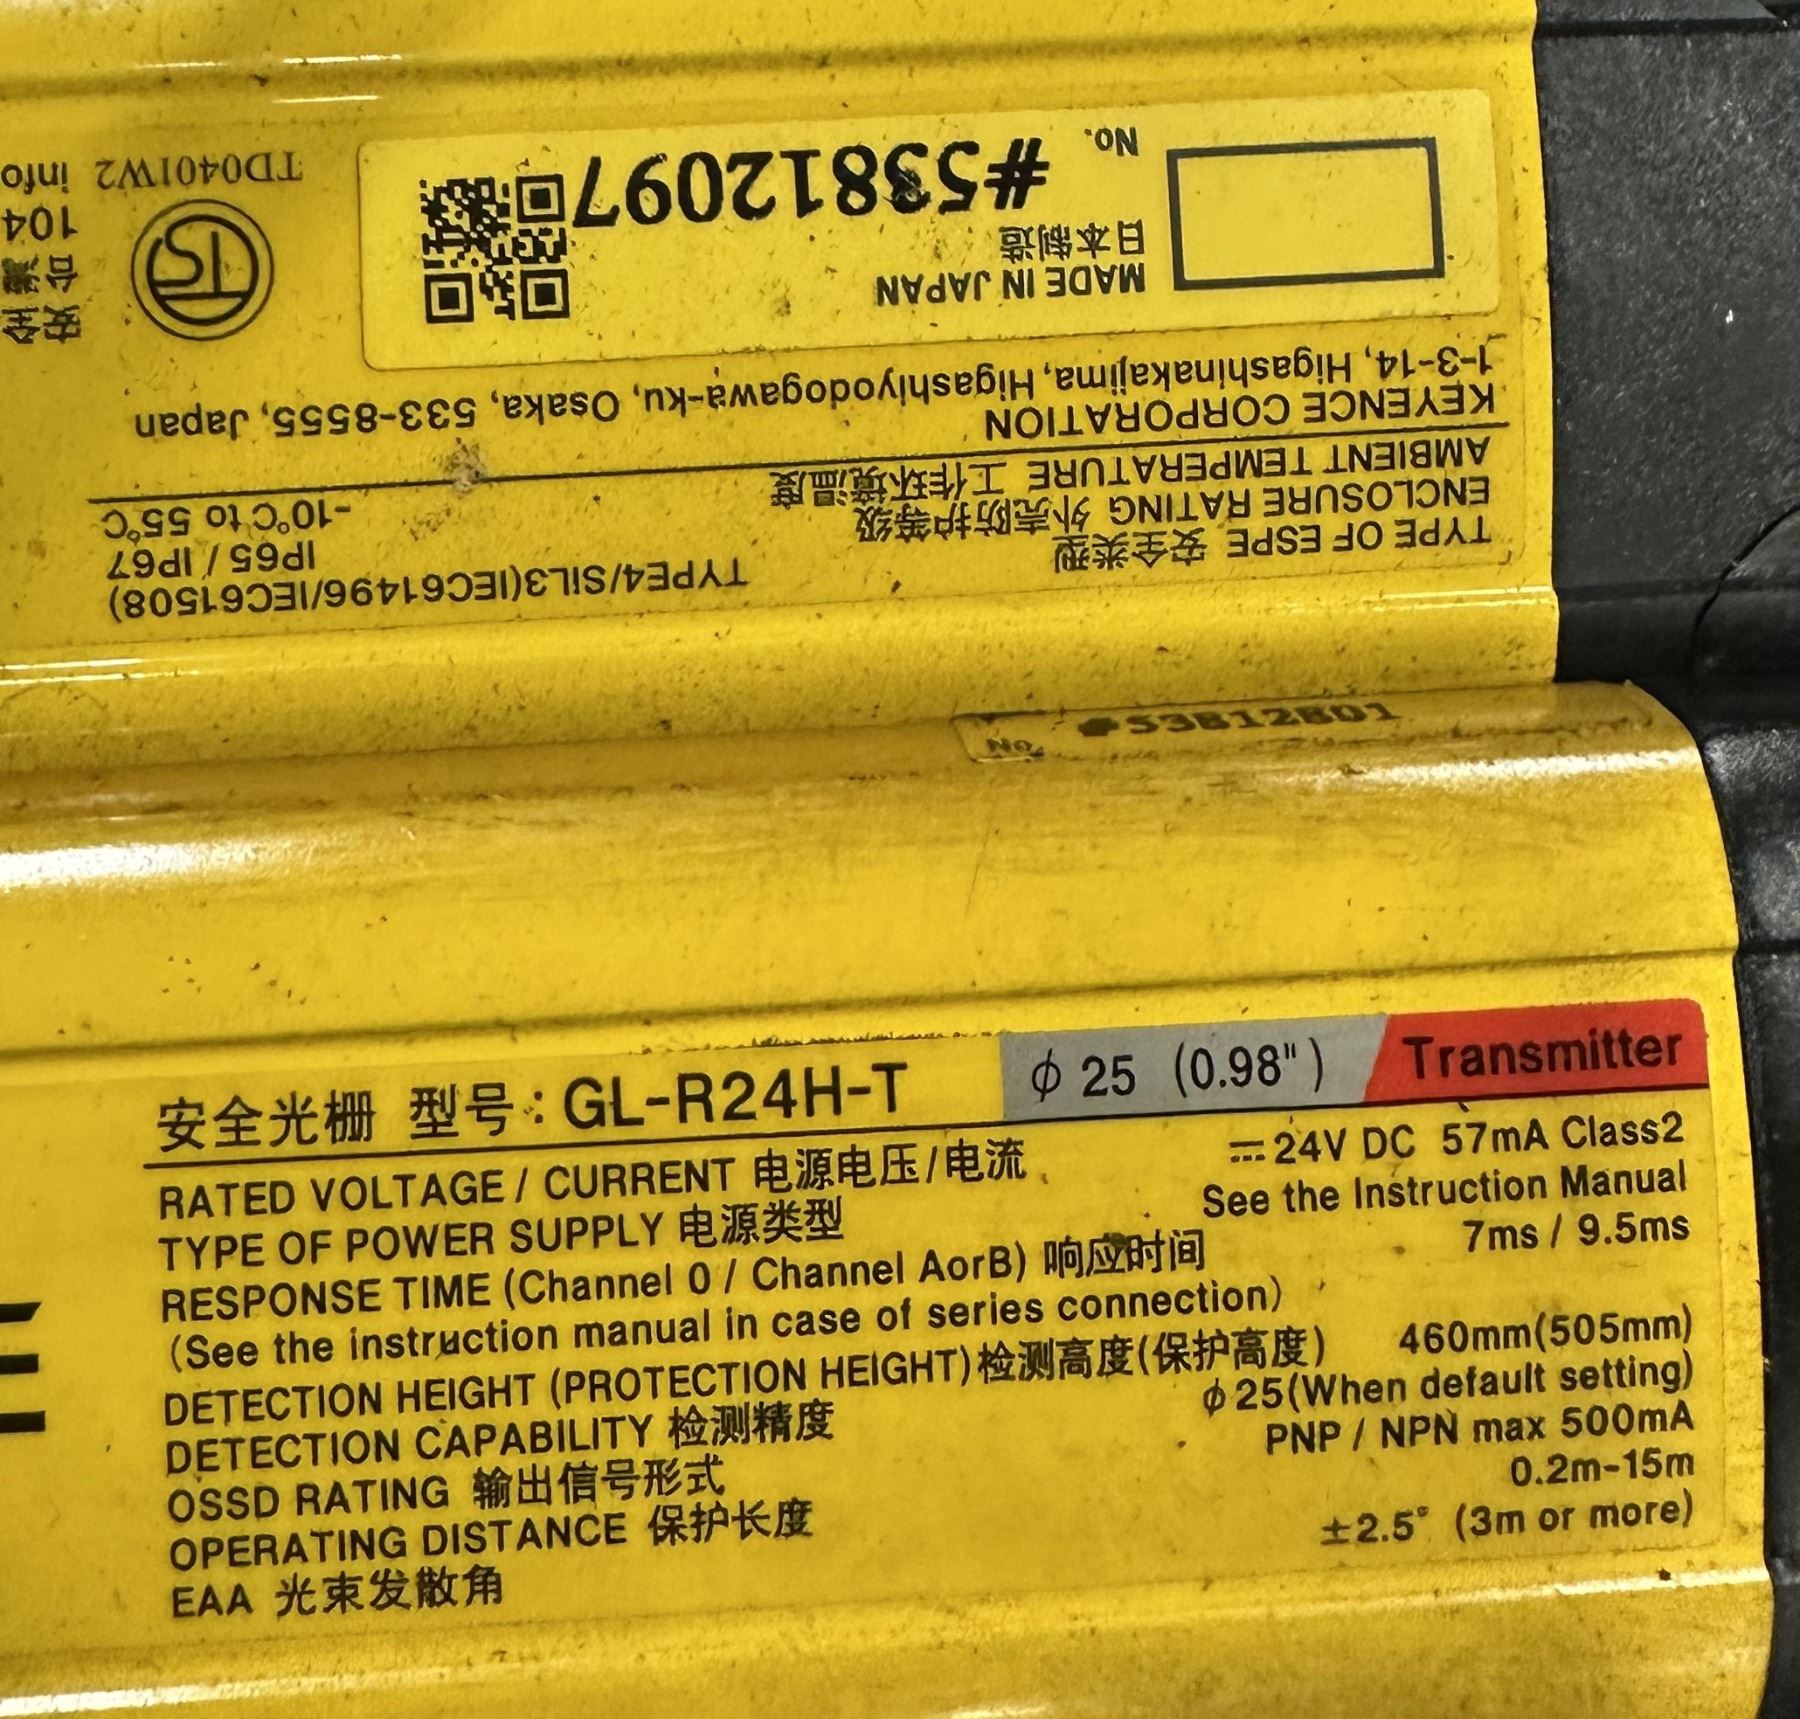 TYPE OF ESPE 安全类型 TYPE4/SIL3(IEC61496/IEC61508)
ENCLOSURE RATING 外壳防护等级 IP65 / IP67
AMBIENT TEMPERATURE 工作环境温度 -10°C to 55°C
KEYENCE CORPORATION
1-3-14, Higashinakajima, Higashiyodogawa-ku, Osaka, 533-8555, Japan
MADE IN JAPAN
日本制造
No. #53812097
安全
台灣
104
TD0401W2 info
No.
安全光栅 型号: GL-R24H-T ϕ 25 (0.98") Transmitter
RATED VOLTAGE / CURRENT 电源电压/电流 ⎓24V DC 57mA Class2
TYPE OF POWER SUPPLY 电源类型 See the Instruction Manual
RESPONSE TIME (Channel 0 / Channel AorB) 响应时间 7ms / 9.5ms
(See the instruction manual in case of series connection)
DETECTION HEIGHT (PROTECTION HEIGHT) 检测高度(保护高度) 460mm(505mm)
DETECTION CAPABILITY 检测精度 ϕ25(When default setting)
OSSD RATING 输出信号形式 PNP / NPN max 500mA
OPERATING DISTANCE 保护长度 0.2m-15m
EAA 光束发散角 ±2.5° (3m or more)